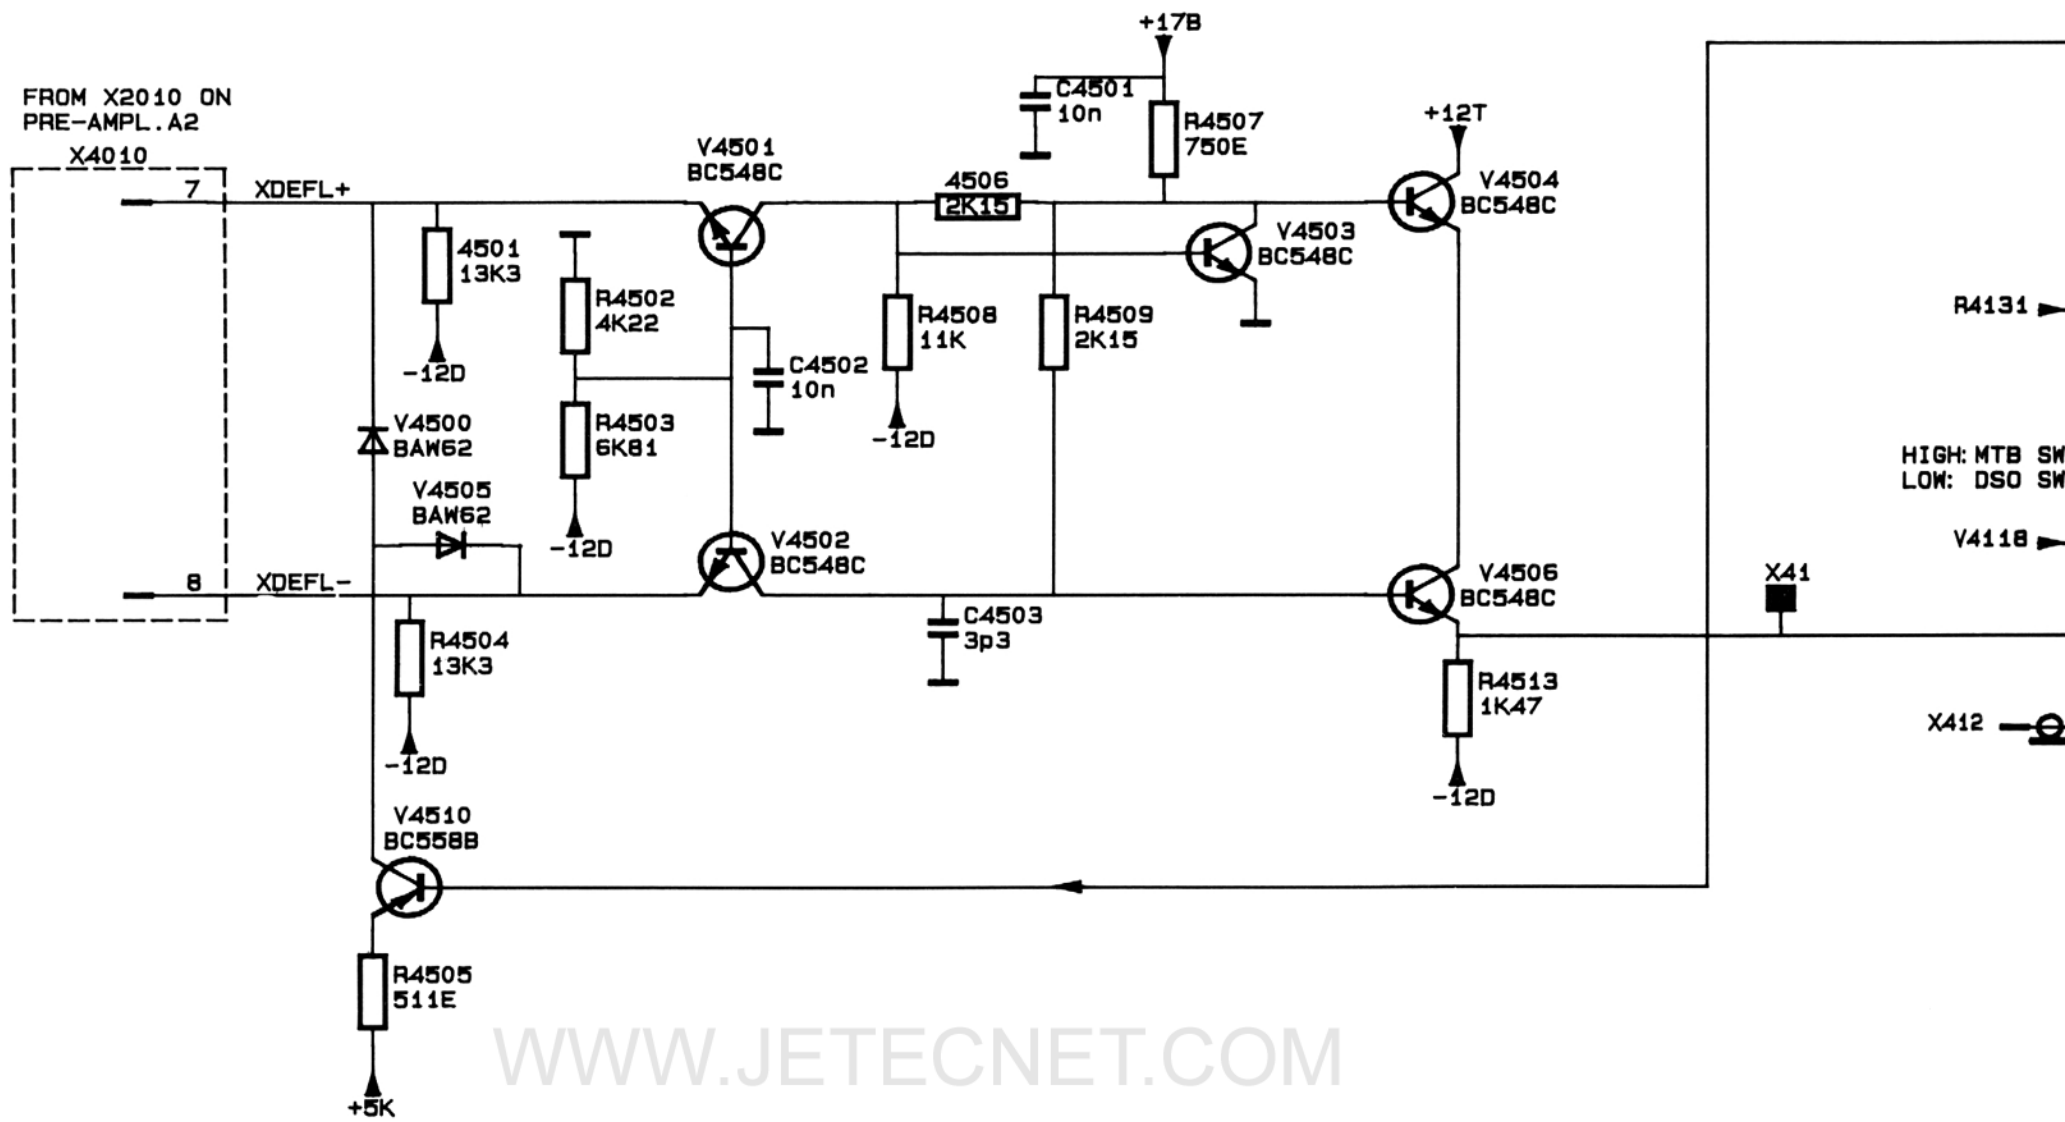 +17B
FROM X2010 ON
PRE-AMPL.A2
X4010
7
XDEFL+
V4501
BC548C
C4501
10n
R4507
750E
+12T
V4504
BC548C
4506
2K15
V4503
BC548C
4501
13K3
-12D
R4502
4K22
R4503
6K81
-12D
C4502
10n
R4508
11K
-12D
R4509
2K15
R4131
V4500
BAW62
V4505
BAW62
HIGH: MTB SW
LOW: DSO SW
V4118
8
XDEFL-
V4502
BC548C
V4506
BC548C
X41
R4504
13K3
-12D
C4503
3p3
R4513
1K47
-12D
X412
V4510
BC558B
R4505
511E
+5K
WWW.JETECNET.COM